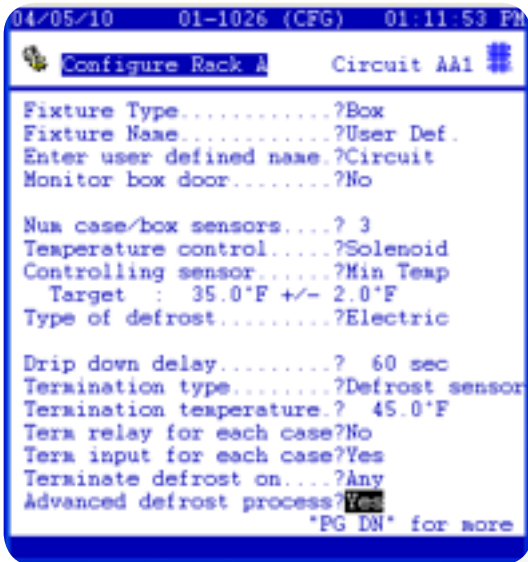 04/05/10 01-1026 (CFG) 01:11:53 PM
Configure Rack A Circuit AA1
Fixture Type............?Box
Fixture Name............?User Def.
Enter user defined name.?Circuit
Monitor box door........?No
Num case/box sensors....? 3
Temperature control.....?Solenoid
Controlling sensor......?Min Temp
Target : 35.0°F +/- 2.0°F
Type of defrost.........?Electric
Drip down delay.........? 60 sec
Termination type........?Defrost sensor
Termination temperature.? 45.0°F
Term relay for each case?No
Term input for each case?Yes
Terminate defrost on....?Any
Advanced defrost process?Yes
"PG DN" for more